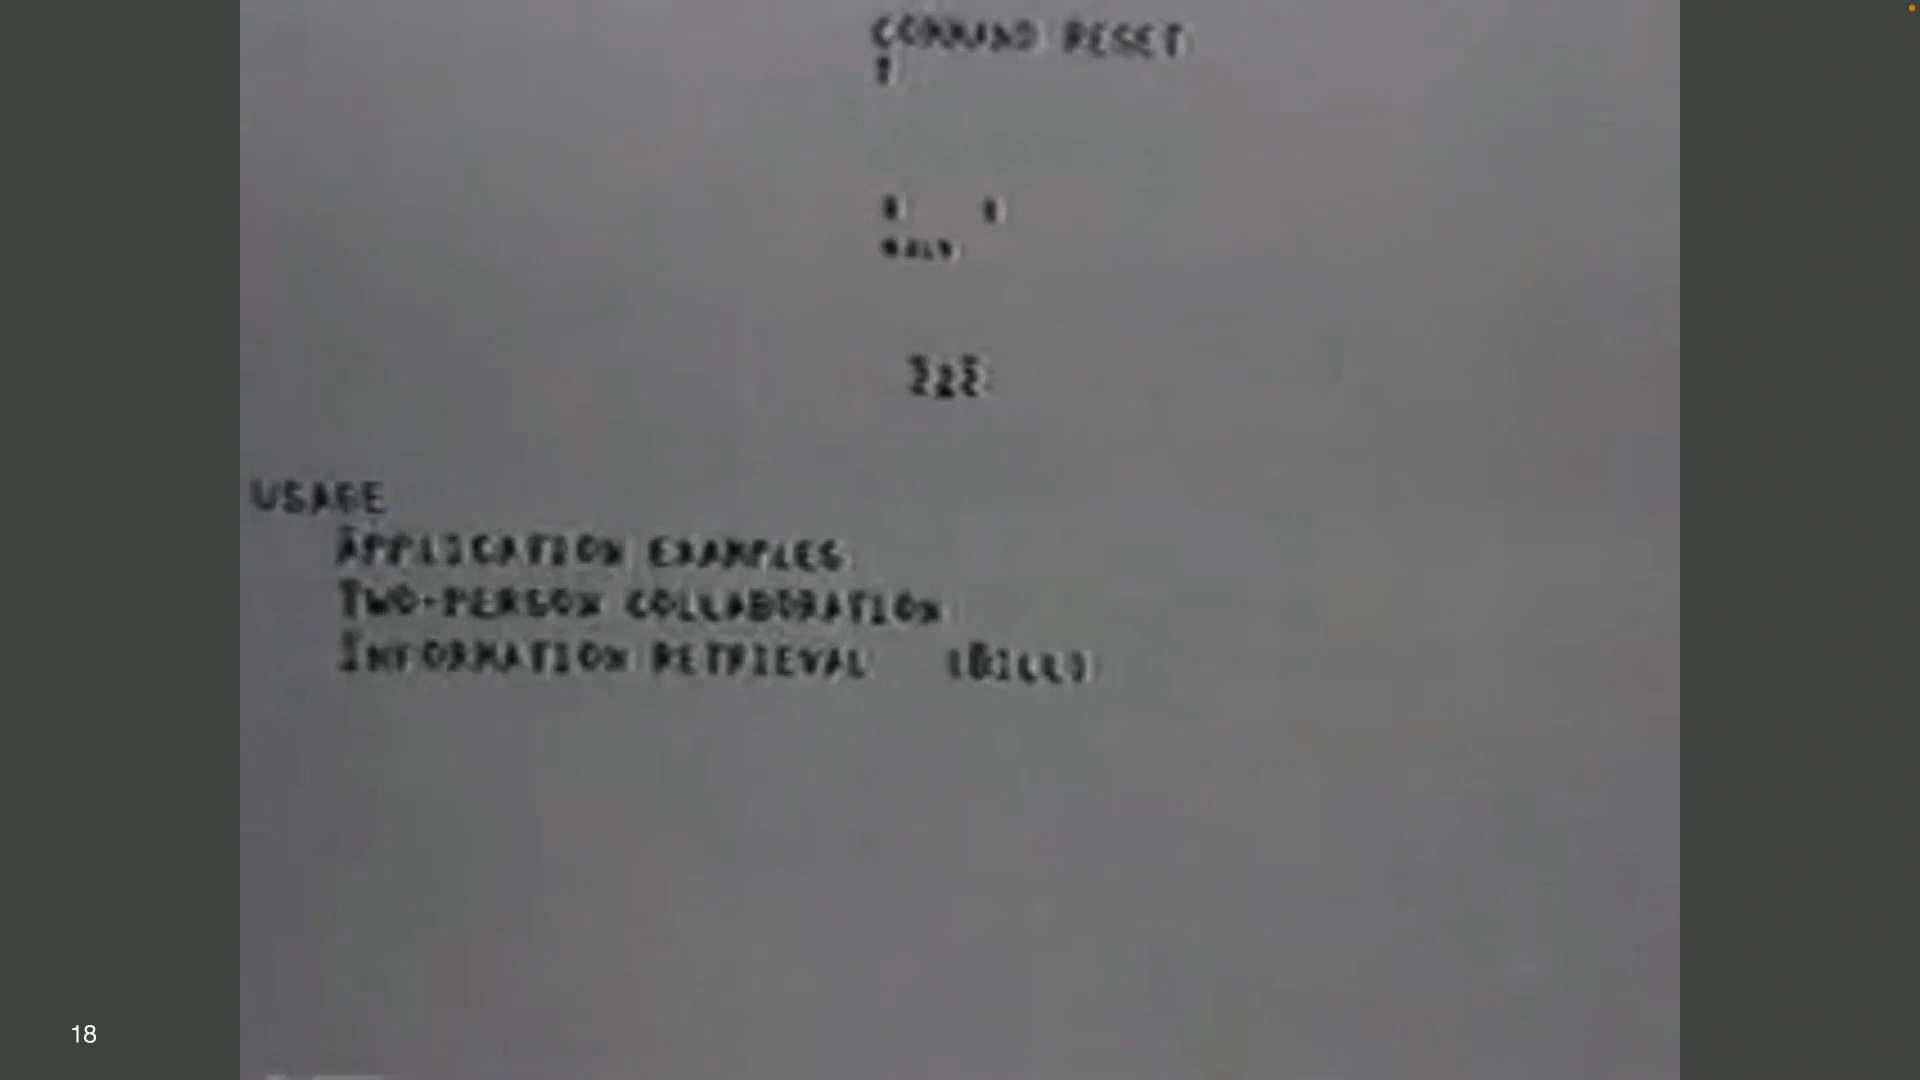 COMMAND RESET
USAGE
APPLICATION EXAMPLES
TWO-PERSON COLLABORATION
INFORMATION RETRIEVAL (BILL)
18